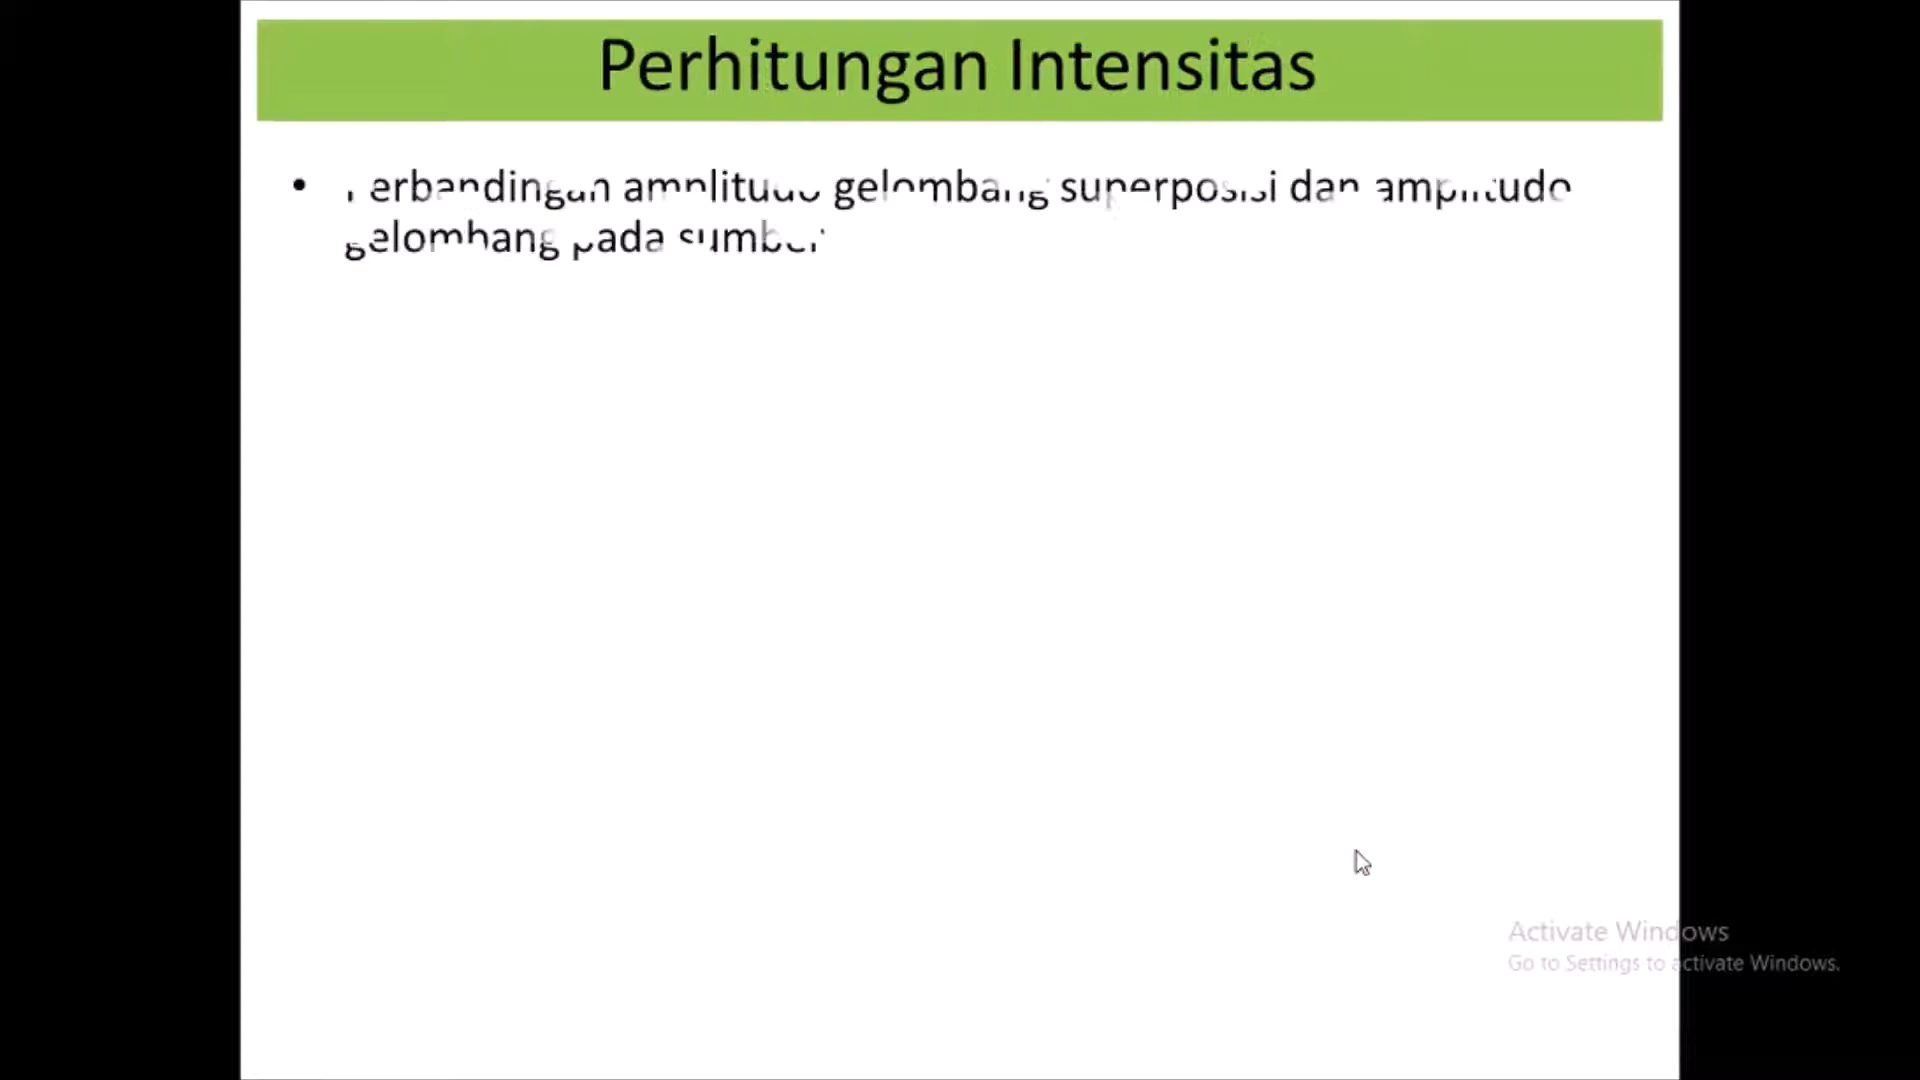 Perhitungan Intensitas
• Perbandingan amplitudo gelombang superposisi dan amplitudo
gelombang pada sumber
Activate Windows
Go to Settings to activate Windows.